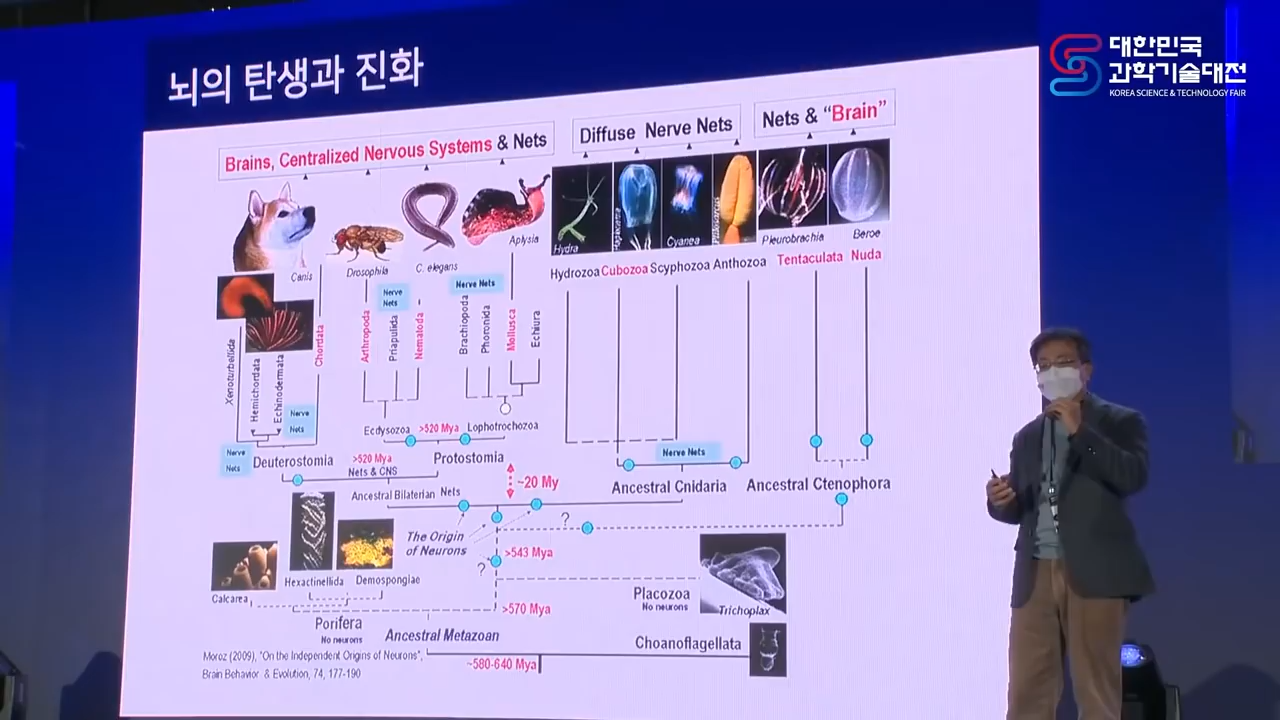 뇌의 탄생과 진화
대한민국
과학기술대전
KOREA SCIENCE & TECHNOLOGY FAIR
Brains, Centralized Nervous Systems & Nets
Diffuse Nerve Nets
Nets & “Brain”
Canis
Drosophila
C. elegans
Aplysia
Hydra
Cyanea
Pleurobrachia
Beroe
Hydrozoa
Cubozoa
Scyphozoa
Anthozoa
Tentaculata
Nuda
Nerve
Nets
Nerve Nets
Xenoturbellida
Hemichordata
Echinodermata
Chordata
Arthropoda
Priapulida
Nematoda
Brachiopoda
Phoronida
Mollusca
Echiura
Nerve
Nets
Nerve
Nets
Ecdysozoa
>520 Mya
Lophotrochozoa
Deuterostomia
>520 Mya
Nets & CNS
Protostomia
Nerve Nets
Ancestral Bilaterian Nets
~20 My
Ancestral Cnidaria
Ancestral Ctenophora
The Origin
of Neurons
?
?
>543 Mya
Hexactinellida
Demospongiae
Calcarea
Placozoa
No neurons
Trichoplax
>570 Mya
Porifera
No neurons
Ancestral Metazoan
Choanoflagellata
~580-640 Mya
Moroz (2009), "On the Independent Origins of Neurons",
Brain Behavior & Evolution, 74, 177-190